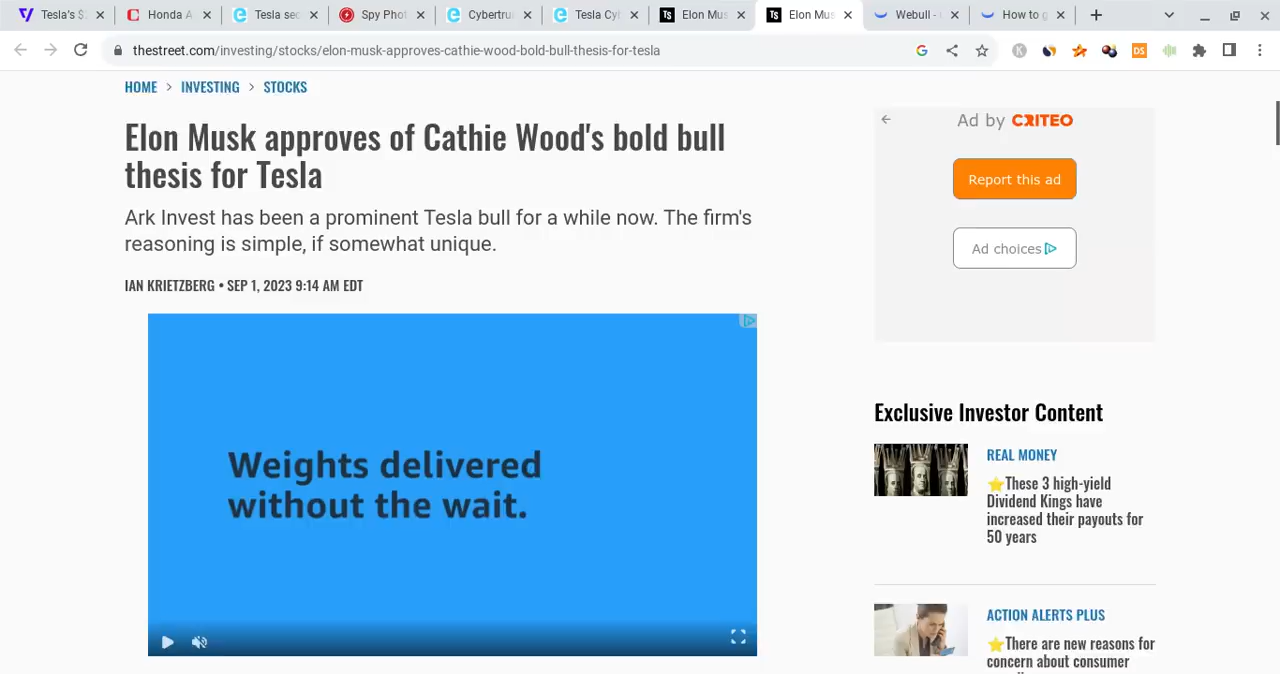 Tesla's $
Honda A
Tesla sec
Spy Phot
Cybertru
Tesla Cyb
Elon Mus
Elon Mus
Webull -
How to g
thestreet.com/investing/stocks/elon-musk-approves-cathie-wood-bold-bull-thesis-for-tesla
HOME > INVESTING > STOCKS
Elon Musk approves of Cathie Wood's bold bull
thesis for Tesla
Ark Invest has been a prominent Tesla bull for a while now. The firm's
reasoning is simple, if somewhat unique.
IAN KRIETZBERG • SEP 1, 2023 9:14 AM EDT
Weights delivered
without the wait.
Ad by CRITEO
Report this ad
Ad choices
Exclusive Investor Content
REAL MONEY
⭐These 3 high-yield
Dividend Kings have
increased their payouts for
50 years
ACTION ALERTS PLUS
⭐There are new reasons for
concern about consumer